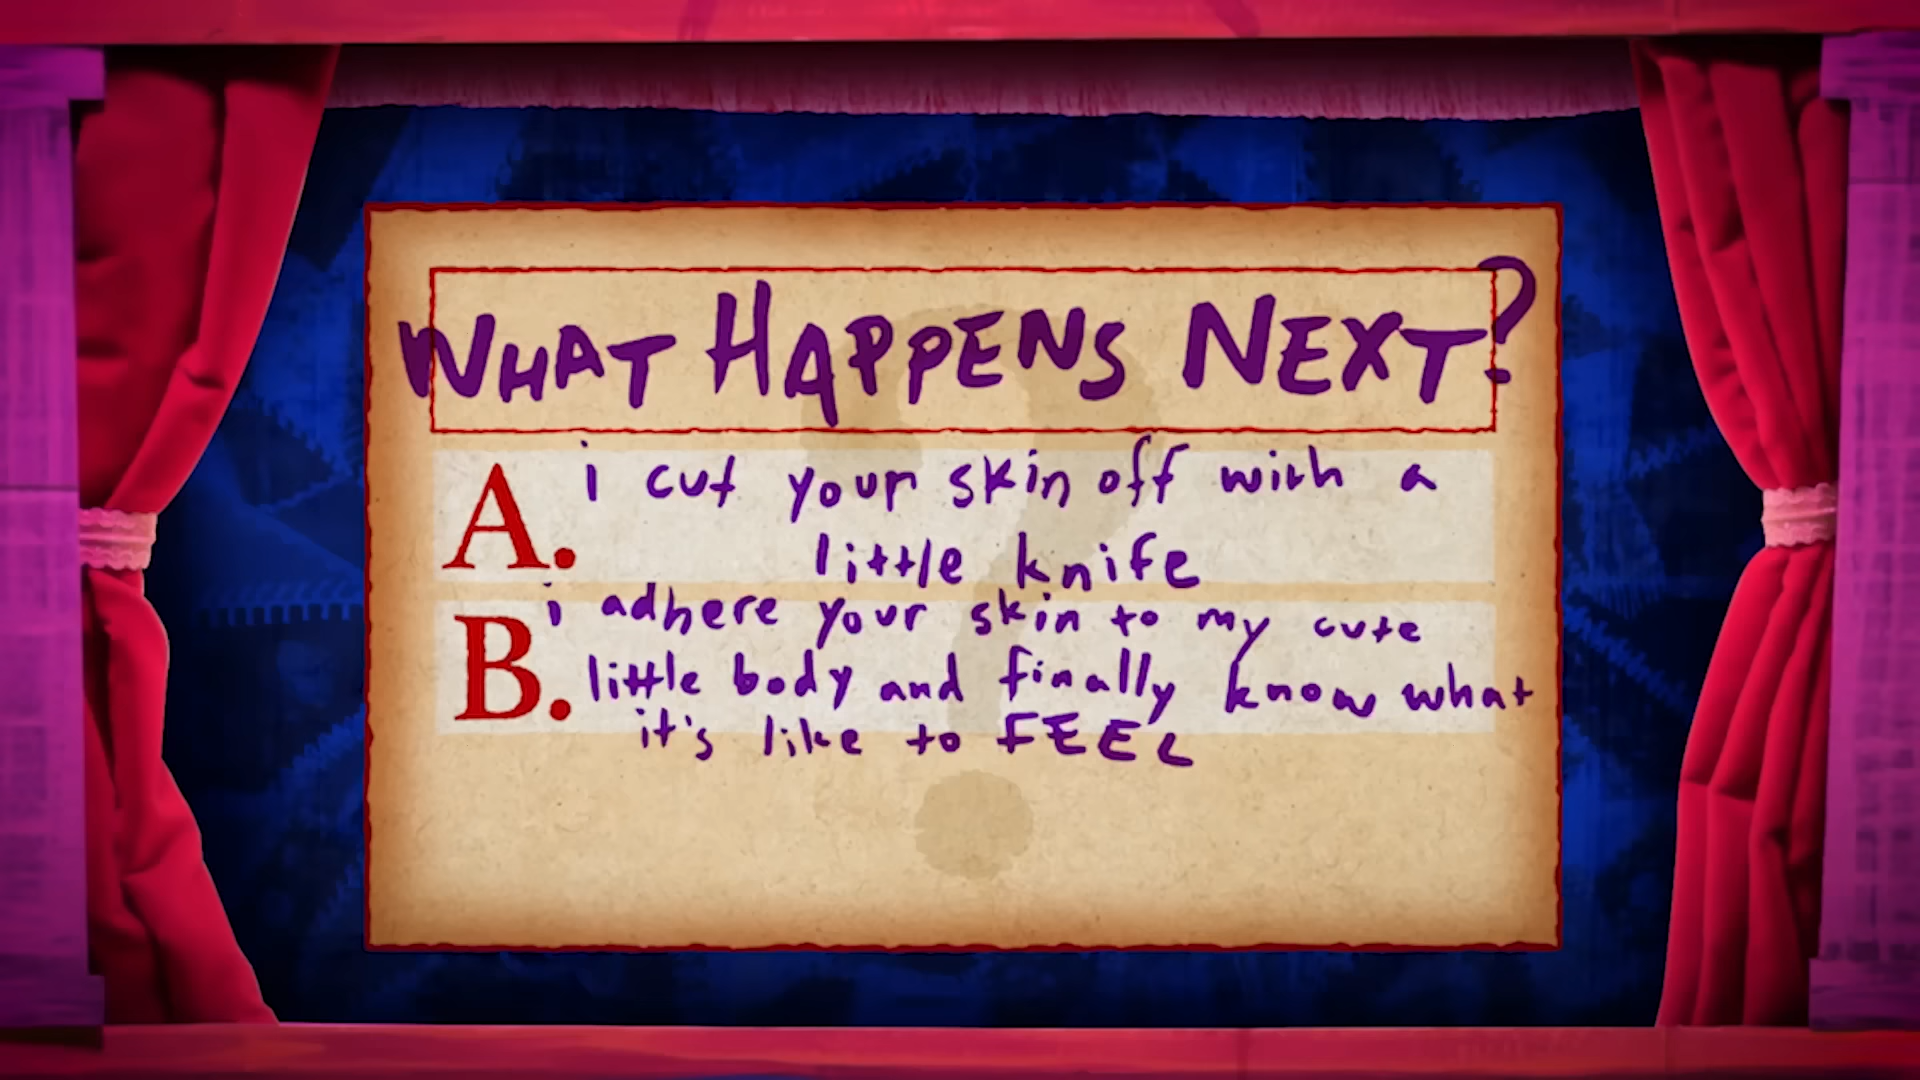 WHAT HAPPENS NEXT?
A. i cut your skin off with a
little knife
i adhere your skin to my cute
B. little body and finally know what
it's like to FEEL